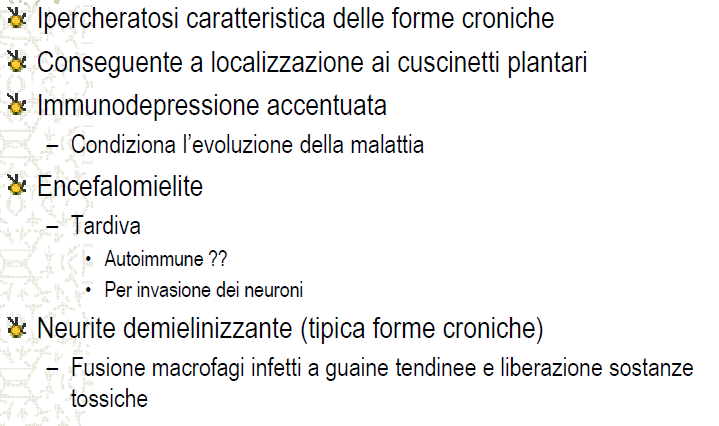 Ipercheratosi caratteristica delle forme croniche
Conseguente a localizzazione ai cuscinetti plantari
Immunodepressione accentuata
– Condiziona l'evoluzione della malattia
Encefalomielite
– Tardiva
• Autoimmune ??
• Per invasione dei neuroni
Neurite demielinizzante (tipica forme croniche)
– Fusione macrofagi infetti a guaine tendinee e liberazione sostanze
tossiche